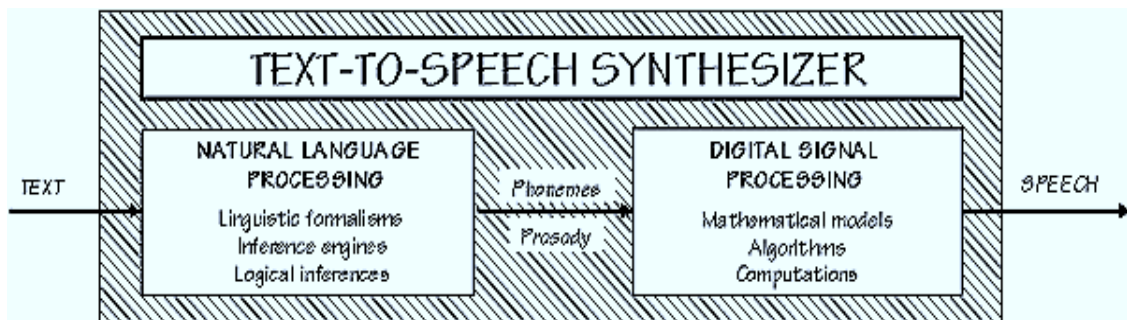 TEXT-TO-SPEECH SYNTHESIZER
TEXT
NATURAL LANGUAGE
PROCESSING
Linguistic formalisms
Inference engines
Logical inferences
Phonemes
Prosody
DIGITAL SIGNAL
PROCESSING
Mathematical models
Algorithms
Computations
SPEECH